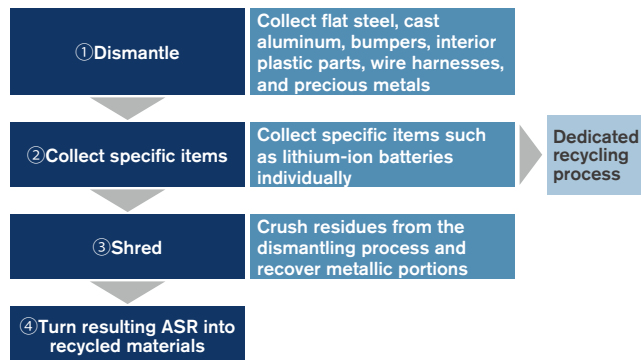 ①Dismantle
Collect flat steel, cast
aluminum, bumpers, interior
plastic parts, wire harnesses,
and precious metals
②Collect specific items
Collect specific items such
as lithium-ion batteries
individually
Dedicated
recycling
process
③Shred
Crush residues from the
dismantling process and
recover metallic portions
④Turn resulting ASR into
recycled materials